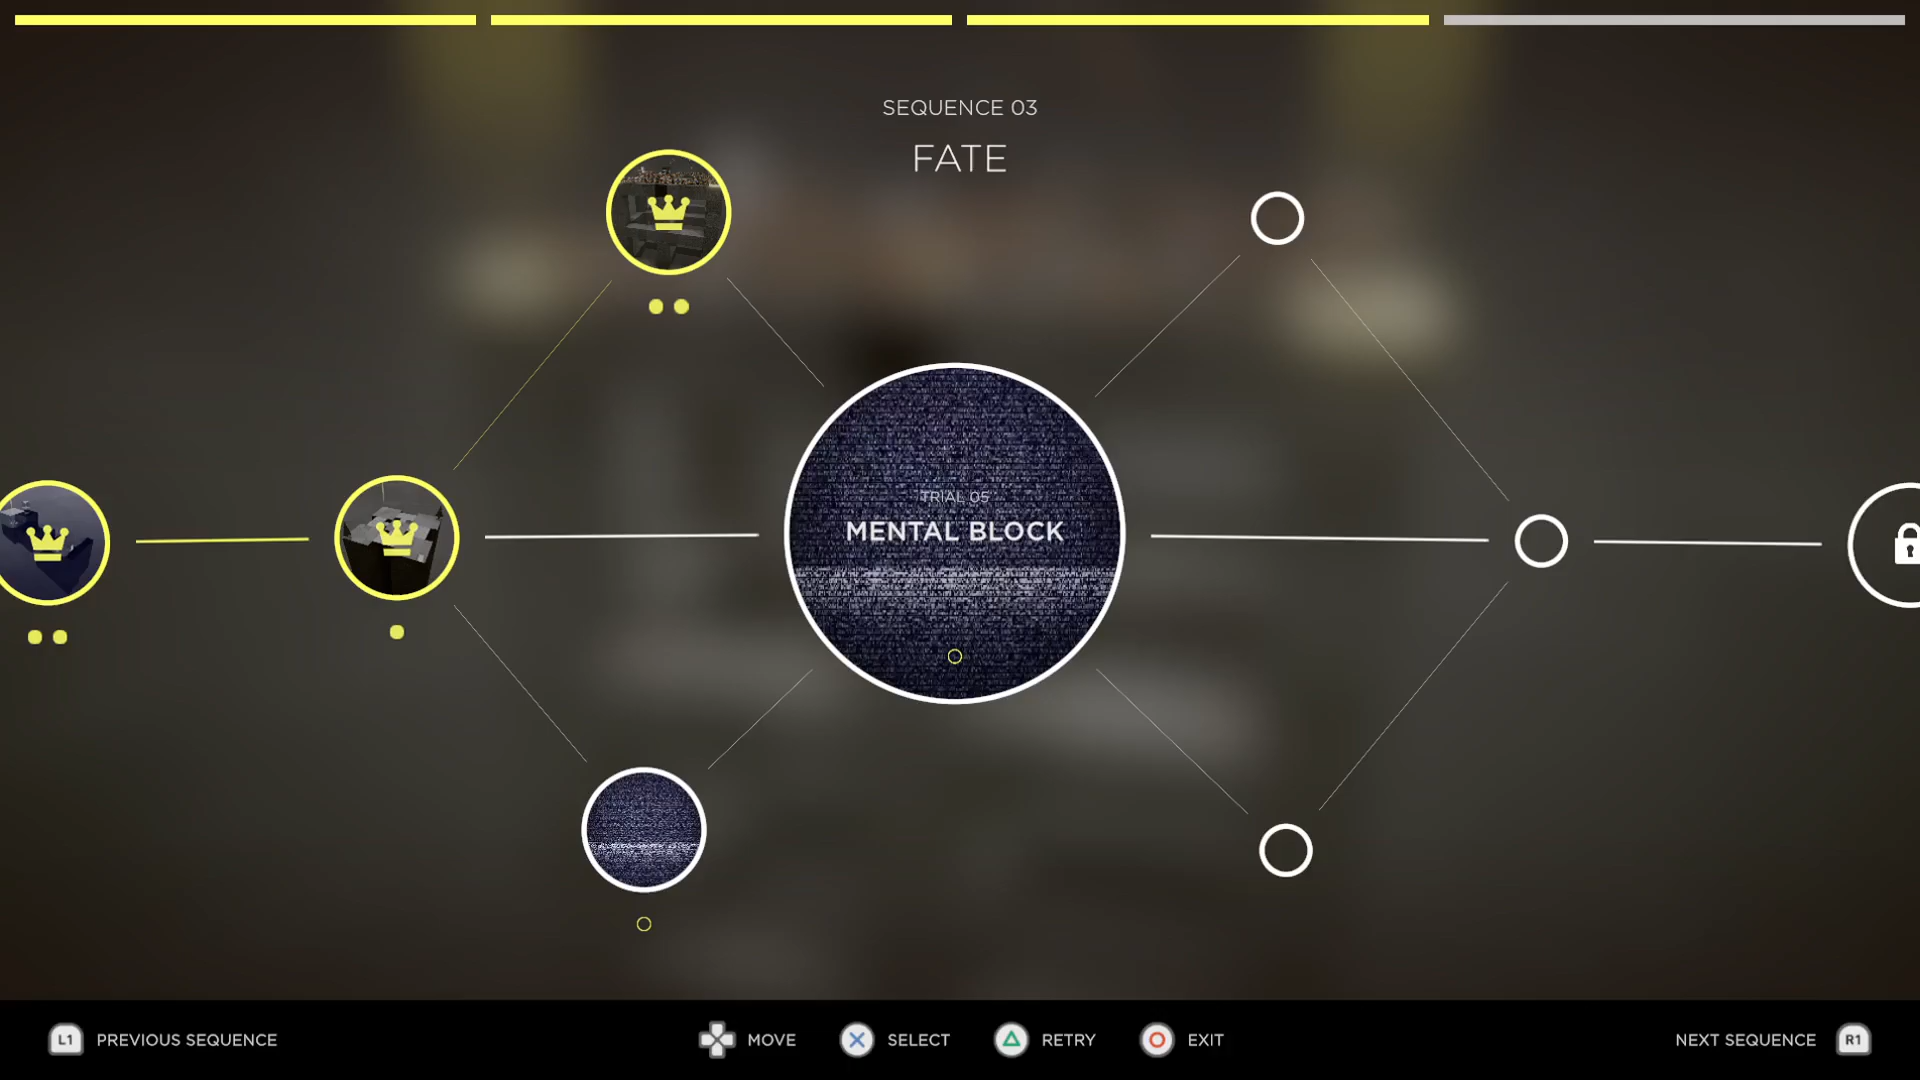 SEQUENCE 03
FATE
TRIAL 05
MENTAL BLOCK
L1 PREVIOUS SEQUENCE
MOVE
SELECT
RETRY
EXIT
NEXT SEQUENCE R1